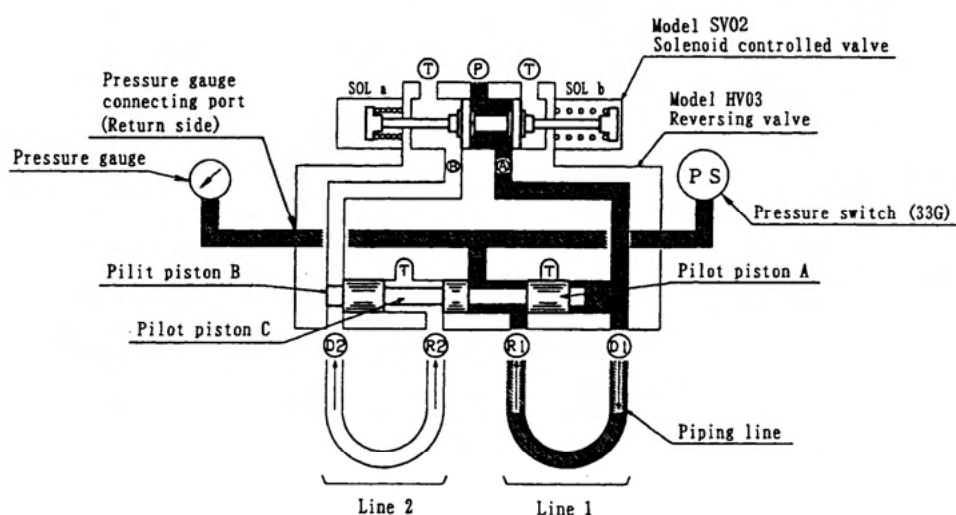 Model SV02
Solenoid controlled valve
T
P
T
SOL a
SOL b
Pressure gauge
connecting port
(Return side)
Model HV03
Reversing valve
Pressure gauge
B
A
PS
Pressure switch (33G)
T
T
Pilit piston B
Pilot piston A
Pilot piston C
D2
R2
R1
D1
Piping line
Line 2
Line 1